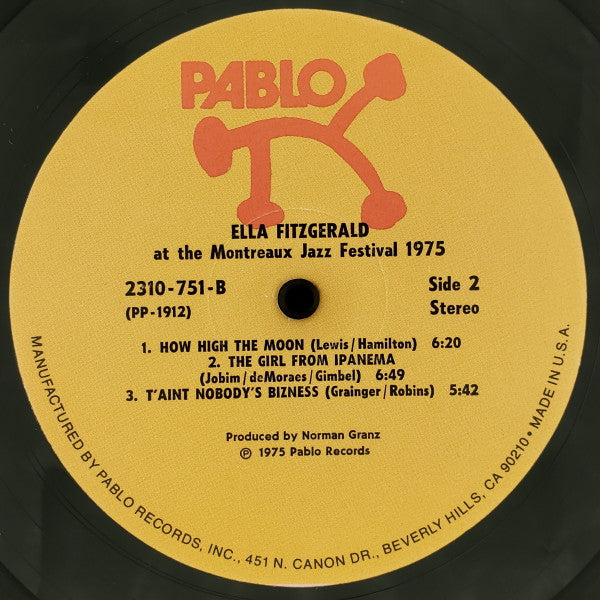 PABLO
ELLA FITZGERALD
at the Montreaux Jazz Festival 1975
2310-751-B
Side 2
(PP-1912)
Stereo
1. HOW HIGH THE MOON (Lewis/Hamilton) 6:20
2. THE GIRL FROM IPANEMA
(Jobim/deMoraes/Gimbel) 6:49
3. T'AINT NOBODY'S BIZNESS (Grainger/Robins) 5:42
Produced by Norman Granz
℗ 1975 Pablo Records
MANUFACTURED BY PABLO RECORDS, INC., 451 N. CANON DR., BEVERLY HILLS, CA 90210 • MADE IN U.S.A.